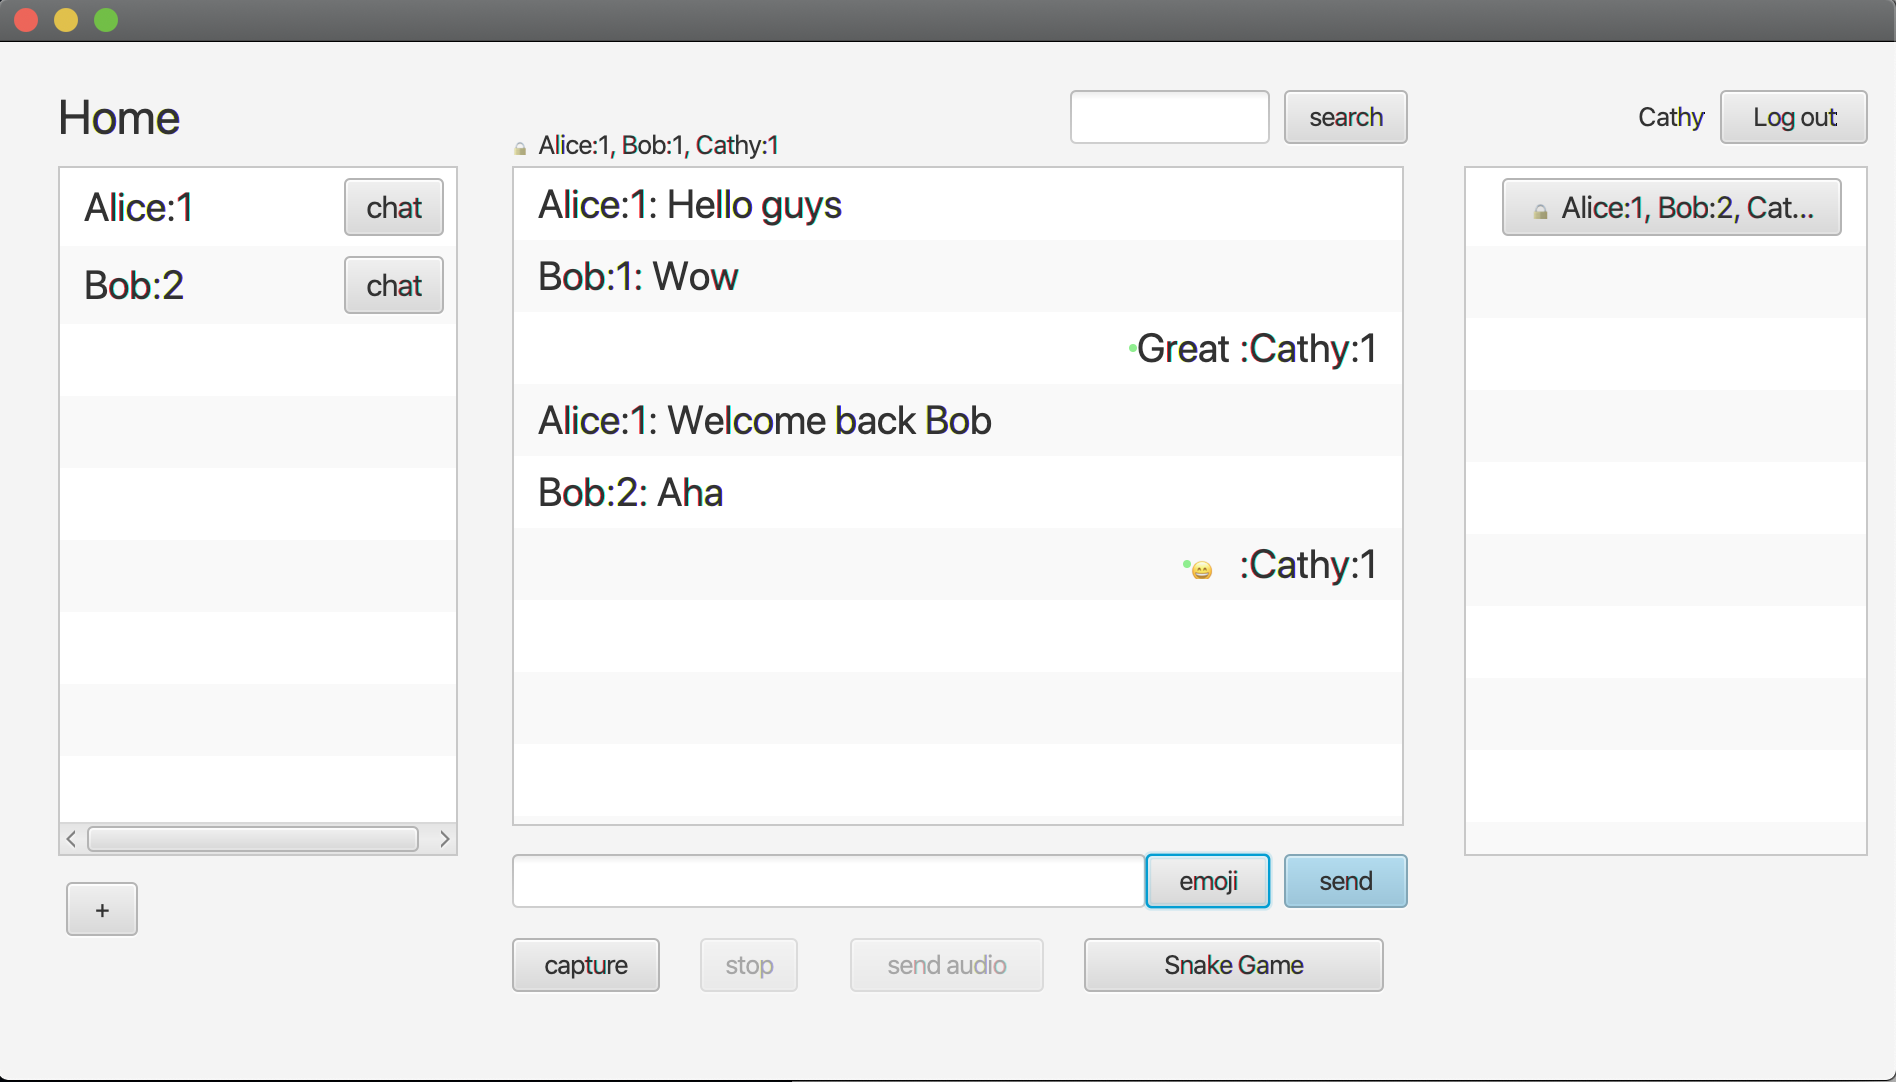 Home
search
Cathy
Log out
Alice:1, Bob:1, Cathy:1
Alice:1
chat
Bob:2
chat
Alice:1: Hello guys
Bob:1: Wow
Great :Cathy:1
Alice:1: Welcome back Bob
Bob:2: Aha
😄 :Cathy:1
Alice:1, Bob:2, Cat...
emoji
send
+
capture
stop
send audio
Snake Game